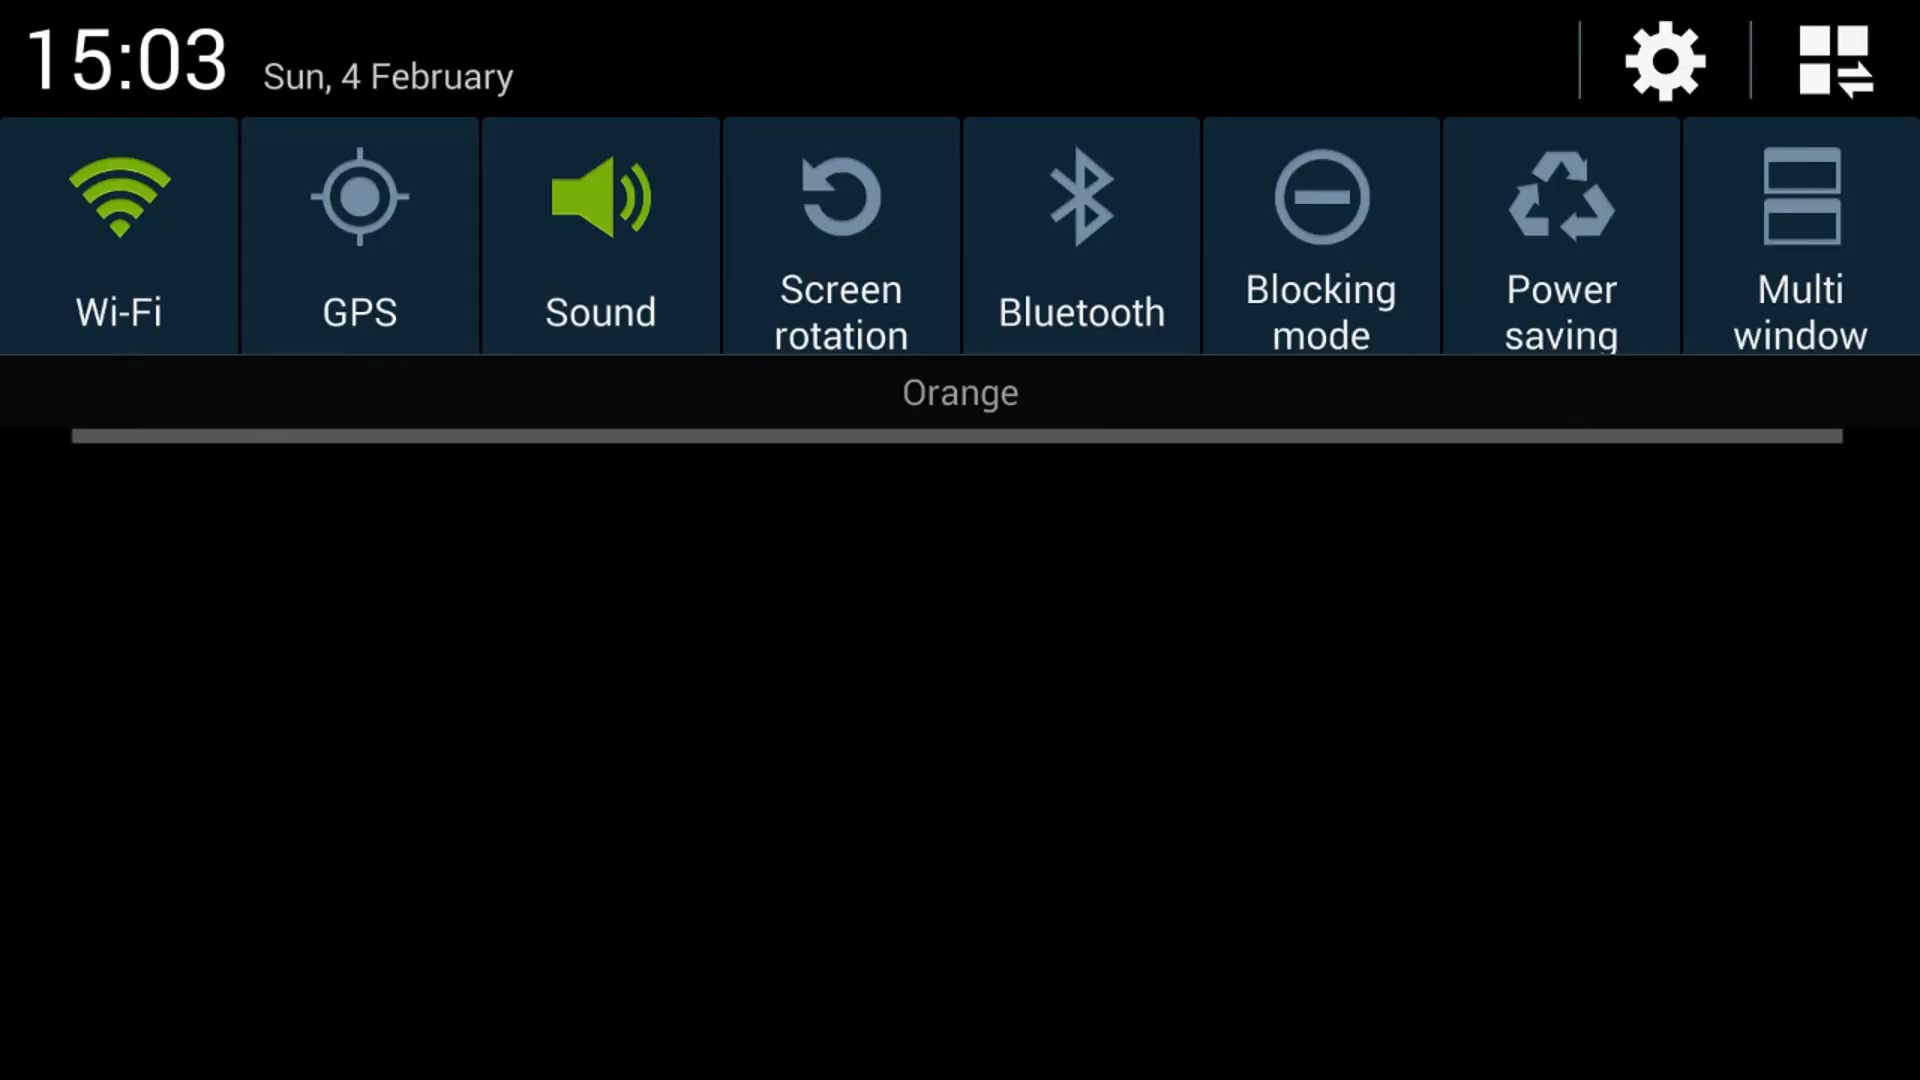 15:03 Sun, 4 February
Wi-Fi
GPS
Sound
Screen
rotation
Bluetooth
Blocking
mode
Power
saving
Multi
window
Orange